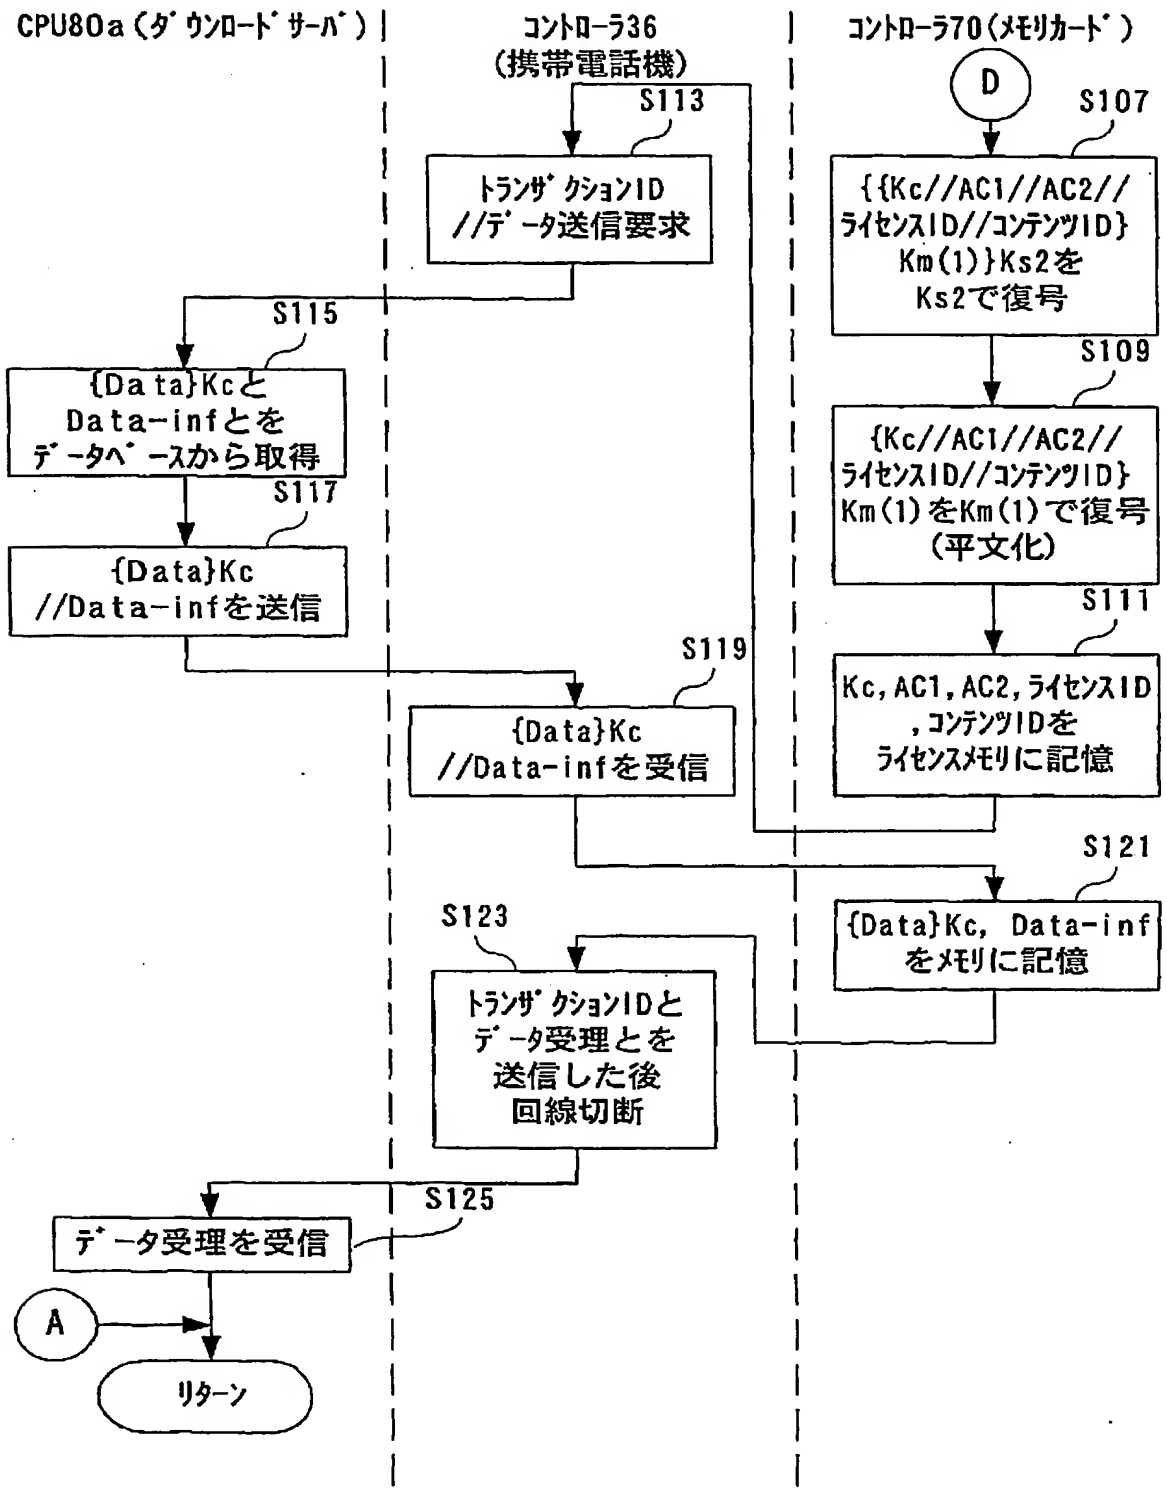 CPU80a(ダウンロードサーバ)
コントローラ36
(携帯電話機)
コントローラ70(メモリカード)
D
S107
{{Kc//AC1//AC2//
ライセンスID//コンテンツID}
Km(1)}Ks2を
Ks2で復号
S109
{Kc//AC1//AC2//
ライセンスID//コンテンツID}
Km(1)をKm(1)で復号
(平文化)
S111
Kc,AC1,AC2,ライセンスID
,コンテンツIDを
ライセンスメモリに記憶
S113
トランザクションID
//データ送信要求
S115
{Data}Kcと
Data-infとを
データベースから取得
S117
{Data}Kc
//Data-infを送信
S119
{Data}Kc
//Data-infを受信
S121
{Data}Kc, Data-inf
をメモリに記憶
S123
トランザクションIDと
データ受理とを
送信した後
回線切断
S125
データ受理を受信
A
リターン